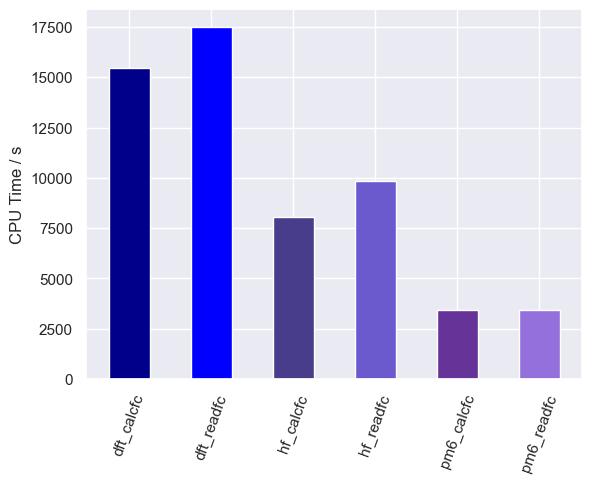 17500
15000
12500
10000
7500
5000
2500
0
CPU Time / s
dft_calcfc
dft_readfc
hf_calcfc
hf_readfc
pm6_calcfc
pm6_readfc